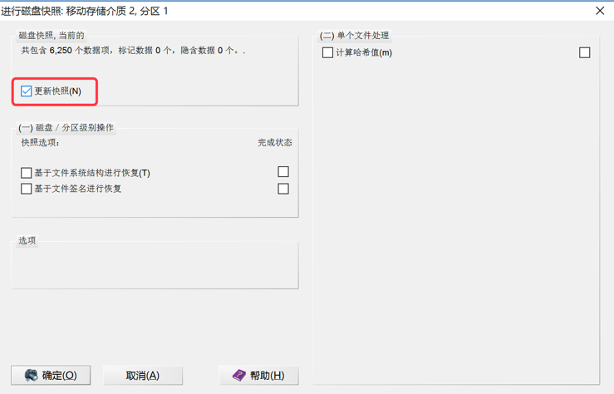 进行磁盘快照: 移动存储介质 2, 分区 1
磁盘快照, 当前的
共包含 6,250 个数据项，标记数据 0 个，隐含数据 0 个。.
更新快照(N)
(一) 磁盘 / 分区级别操作
快照选项: 完成状态
基于文件系统结构进行恢复(T)
基于文件签名进行恢复
选项
确定(O) 取消(A) 帮助(H)
(二) 单个文件处理
计算哈希值(m)